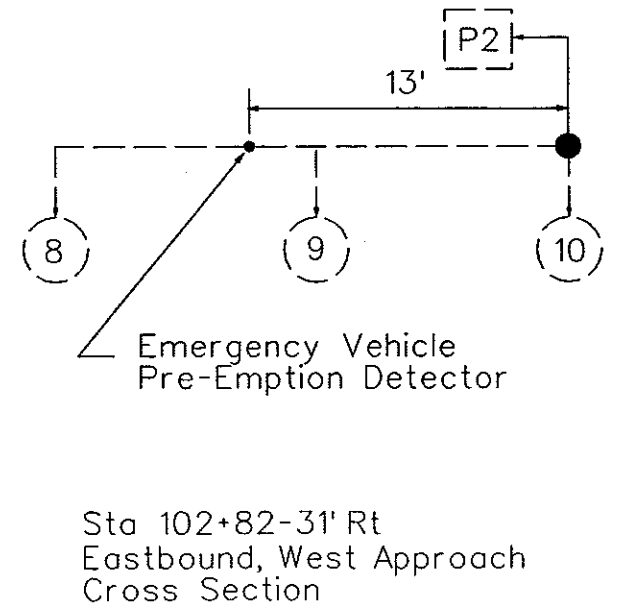 P2
13'
8
9
10
Emergency Vehicle
Pre-Emption Detector
Sta 102+82-31' Rt
Eastbound, West Approach
Cross Section